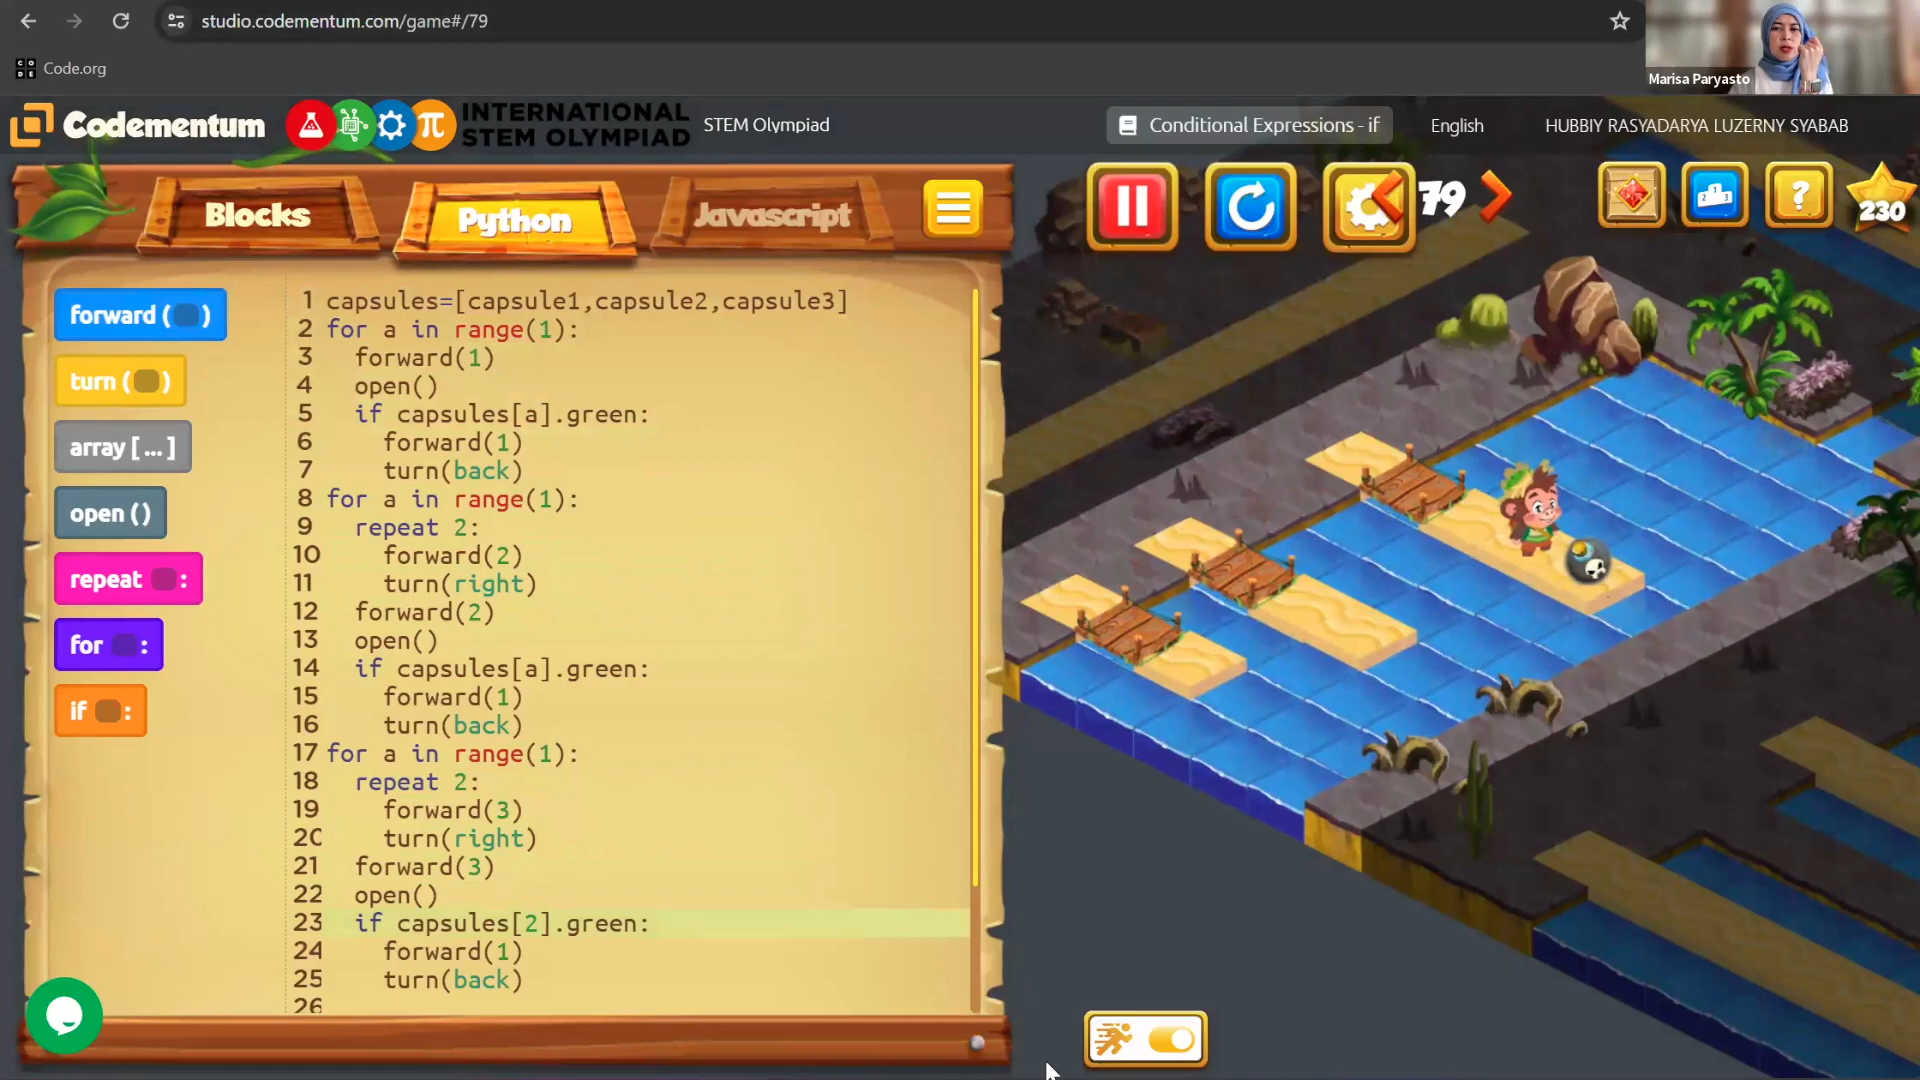 studio.codementum.com/game#/79
Code.org
Marisa Paryasto
Codementum
π
INTERNATIONAL
STEM OLYMPIAD
STEM Olympiad
Conditional Expressions - if
English
HUBBIY RASYADARYA LUZERNY SYABAB
Blocks
Python
Javascript
79
2 1 3
?
230
forward ( )
turn ( )
array [ ... ]
open ()
repeat :
for :
if :
1 capsules=[capsule1,capsule2,capsule3]
2 for a in range(1):
3 forward(1)
4 open()
5 if capsules[a].green:
6 forward(1)
7 turn(back)
8 for a in range(1):
9 repeat 2:
10 forward(2)
11 turn(right)
12 forward(2)
13 open()
14 if capsules[a].green:
15 forward(1)
16 turn(back)
17 for a in range(1):
18 repeat 2:
19 forward(3)
20 turn(right)
21 forward(3)
22 open()
23 if capsules[2].green:
24 forward(1)
25 turn(back)
26